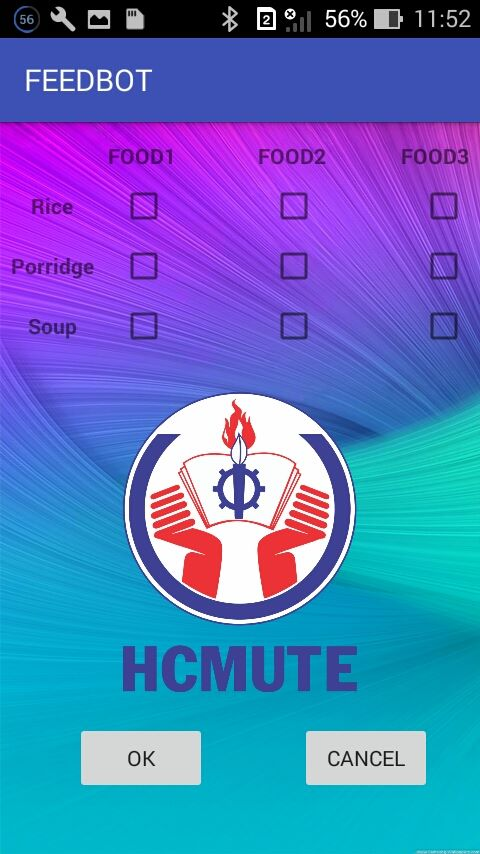 56 2 56% 11:52
FEEDBOT
FOOD1 FOOD2 FOOD3
Rice
Porridge
Soup
HCMUTE
OK CANCEL